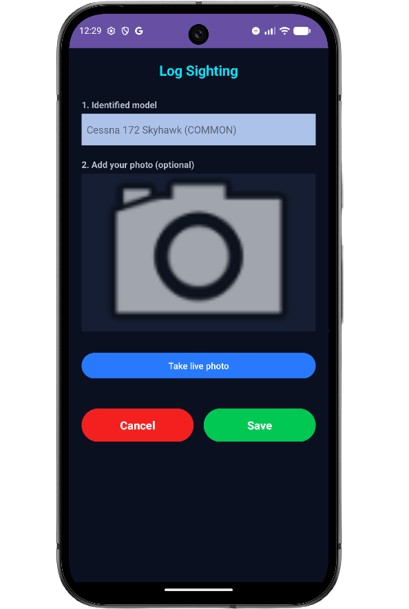 12:29
Log Sighting
1. Identified model
Cessna 172 Skyhawk (COMMON)
2. Add your photo (optional)
Take live photo
Cancel
Save